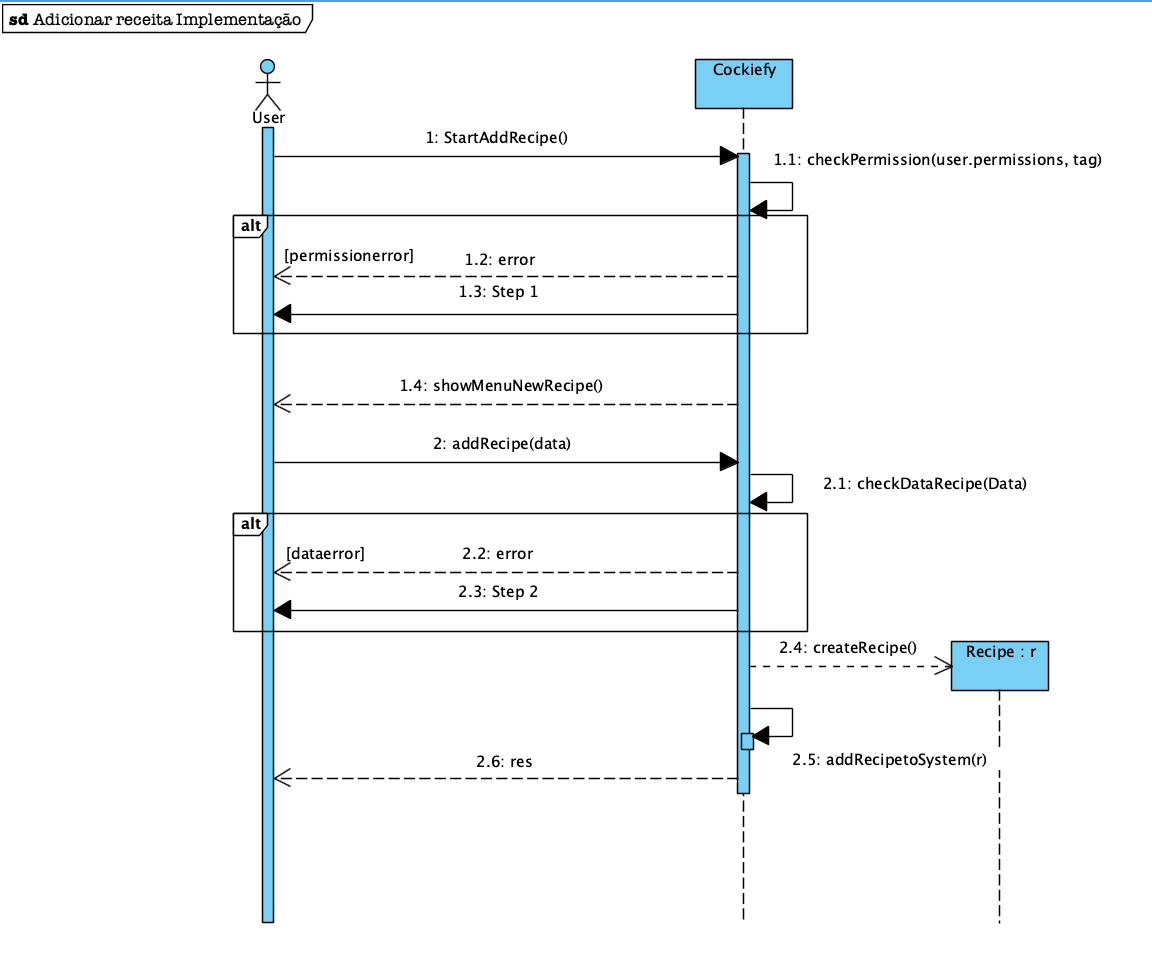 sd Adicionar receita Implementação
Cockiefy
User
1: StartAddRecipe()
1.1: checkPermission(user.permissions, tag)
alt
[permissionerror]
1.2: error
1.3: Step 1
1.4: showMenuNewRecipe()
2: addRecipe(data)
2.1: checkDataRecipe(Data)
alt
[dataerror]
2.2: error
2.3: Step 2
2.4: createRecipe()
Recipe : r
2.5: addRecipetoSystem(r)
2.6: res